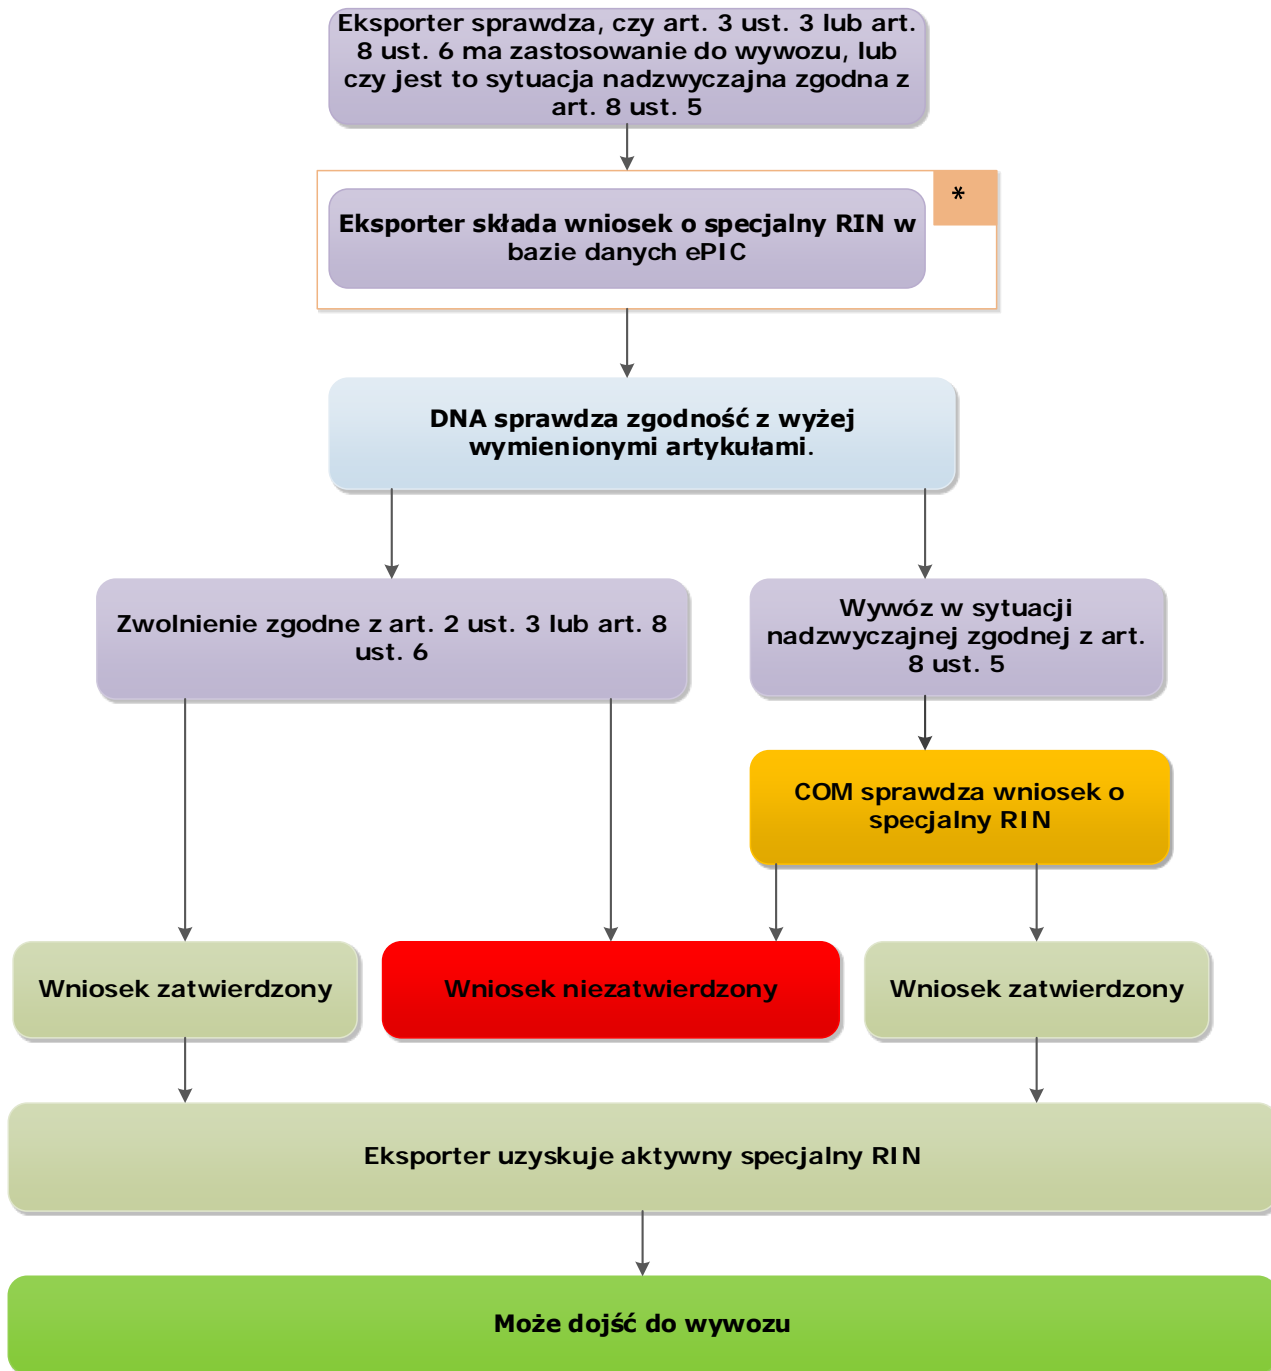 Eksporter sprawdza, czy art. 3 ust. 3 lub art.
8 ust. 6 ma zastosowanie do wywozu, lub
czy jest to sytuacja nadzwyczajna zgodna z
art. 8 ust. 5
*
Eksporter składa wniosek o specjalny RIN w
bazie danych ePIC
DNA sprawdza zgodność z wyżej
wymienionymi artykułami.
Zwolnienie zgodne z art. 2 ust. 3 lub art. 8
ust. 6
Wywóz w sytuacji
nadzwyczajnej zgodnej z art.
8 ust. 5
COM sprawdza wniosek o
specjalny RIN
Wniosek zatwierdzony
Wniosek niezatwierdzony
Wniosek zatwierdzony
Eksporter uzyskuje aktywny specjalny RIN
Może dojść do wywozu